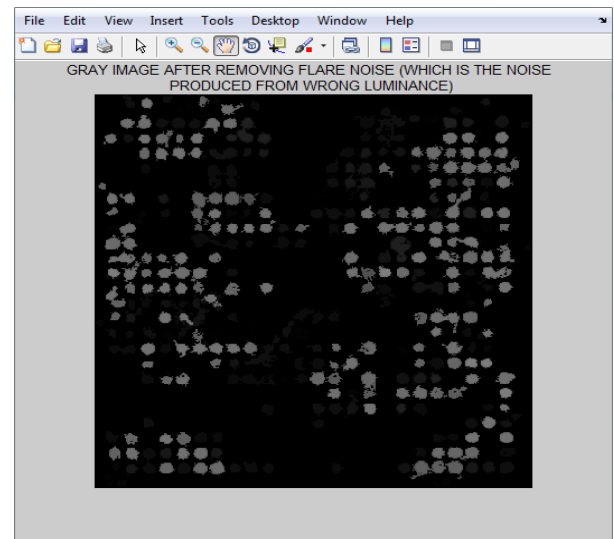 File Edit View Insert Tools Desktop Window Help
GRAY IMAGE AFTER REMOVING FLARE NOISE (WHICH IS THE NOISE
PRODUCED FROM WRONG LUMINANCE)